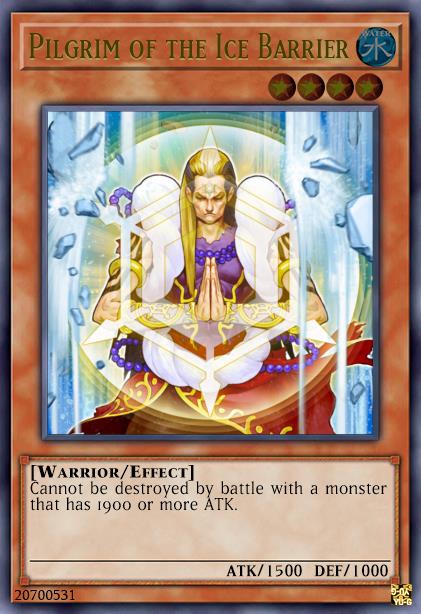 PILGRIM OF THE ICE BARRIER
WATER
水
[WARRIOR/EFFECT]
Cannot be destroyed by battle with a monster
that has 1900 or more ATK.
ATK/1500 DEF/1000
20700531